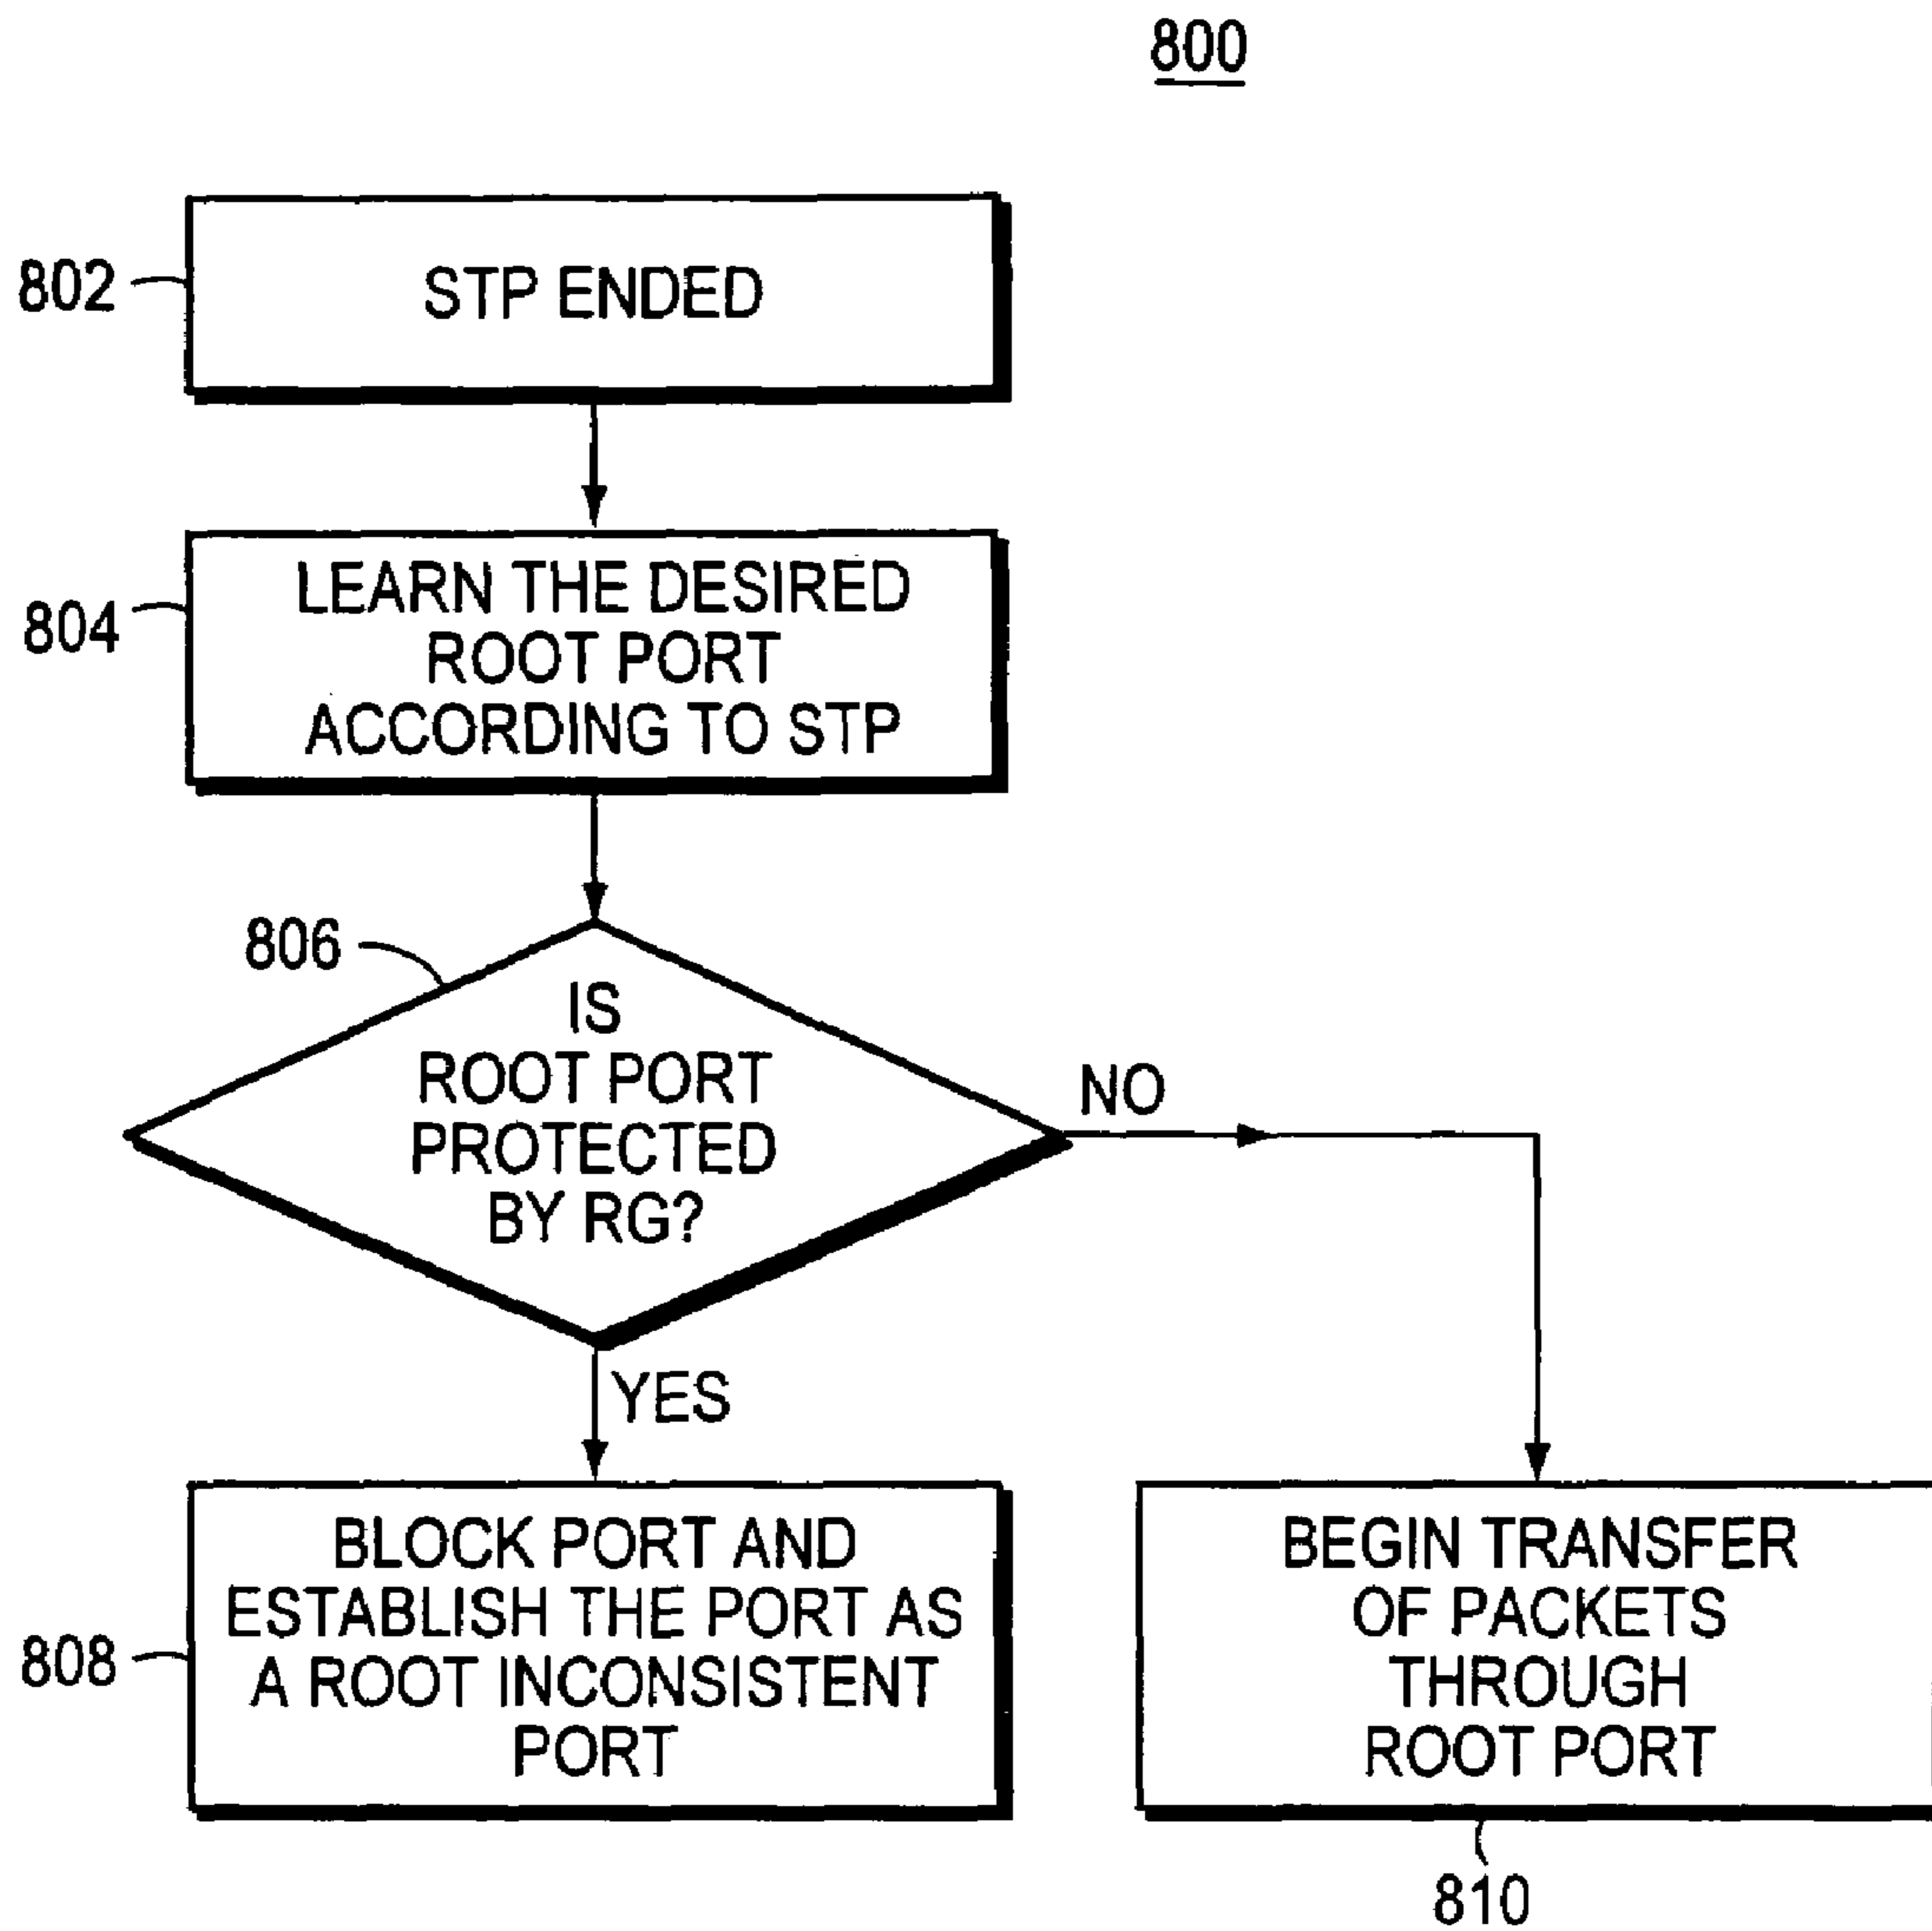 800
802
STP ENDED
804
LEARN THE DESIRED
ROOT PORT
ACCORDING TO STP
806
IS
ROOT PORT
PROTECTED
BY RG?
NO
YES
808
BLOCK PORT AND
ESTABLISH THE PORT AS
A ROOT INCONSISTENT
PORT
BEGIN TRANSFER
OF PACKETS
THROUGH
ROOT PORT
810